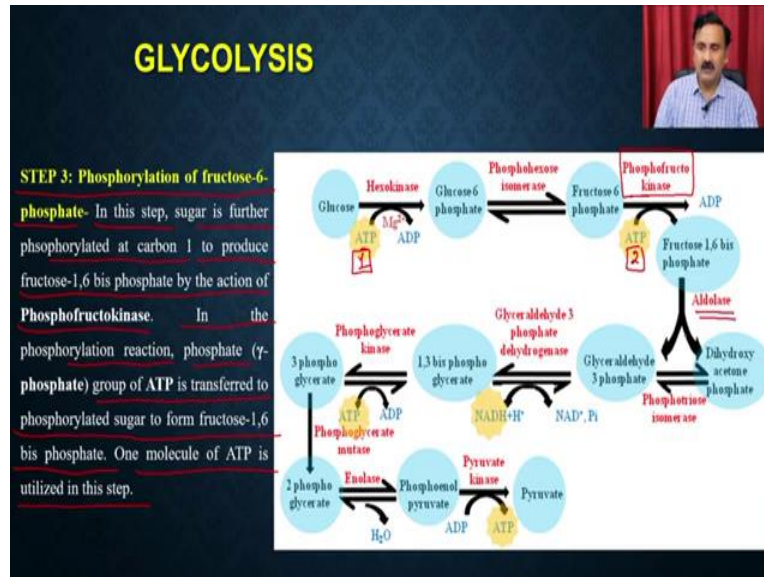 GLYCOLYSIS
STEP 3: Phosphorylation of fructose-6-
phosphate- In this step, sugar is further
phsophorylated at carbon 1 to produce
fructose-1,6 bis phosphate by the action of
Phosphofructokinase. In the
phosphorylation reaction, phosphate (γ-
phosphate) group of ATP is transferred to
phosphorylated sugar to form fructose-1,6
bis phosphate. One molecule of ATP is
utilized in this step.
Glucose
Hexokinase
Mg2+
ATP
ADP
1
Glucose 6
phosphate
Phosphohexose
isomerase
Fructose 6
phosphate
Phosphofructo
kinase
ATP
ADP
2
Fructose 1,6 bis
phosphate
Aldolase
Dihydroxy
acetone
phosphate
Phosphotriose
isomerase
Glyceraldehyde
3 phosphate
Glyceraldehyde 3
phosphate
dehydrogenase
NADH+H+
NAD+, Pi
1,3 bis phospho
glycerate
Phosphoglycerate
kinase
ATP
ADP
3 phospho
glycerate
Phosphoglycerate
mutase
2 phospho
glycerate
Enolase
H2O
Phosphoenol
pyruvate
Pyruvate
kinase
ADP
ATP
Pyruvate